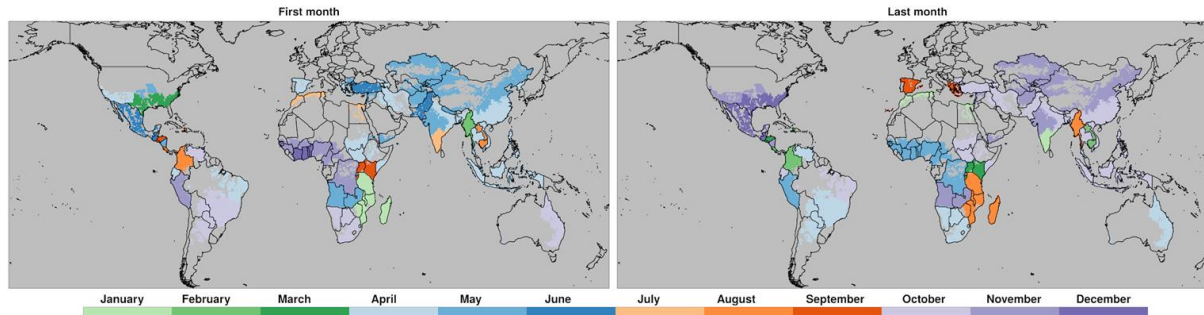 First month
Last month
January February March April May June July August September October November December